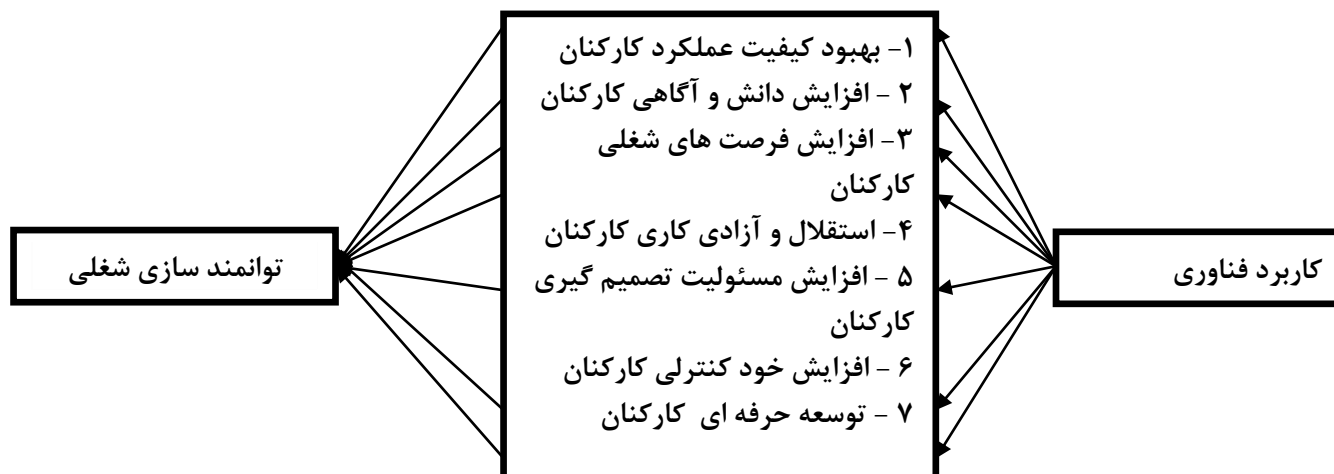 کاربرد فناوری
۱- بهبود کیفیت عملکرد کارکنان
۲ - افزایش دانش و آگاهی کارکنان
۳- افزایش فرصت های شغلی
کارکنان
۴- استقلال و آزادی کاری کارکنان
۵ - افزایش مسئولیت تصمیم گیری
کارکنان
۶ - افزایش خود کنترلی کارکنان
۷ - توسعه حرفه ای کارکنان
توانمند سازی شغلی